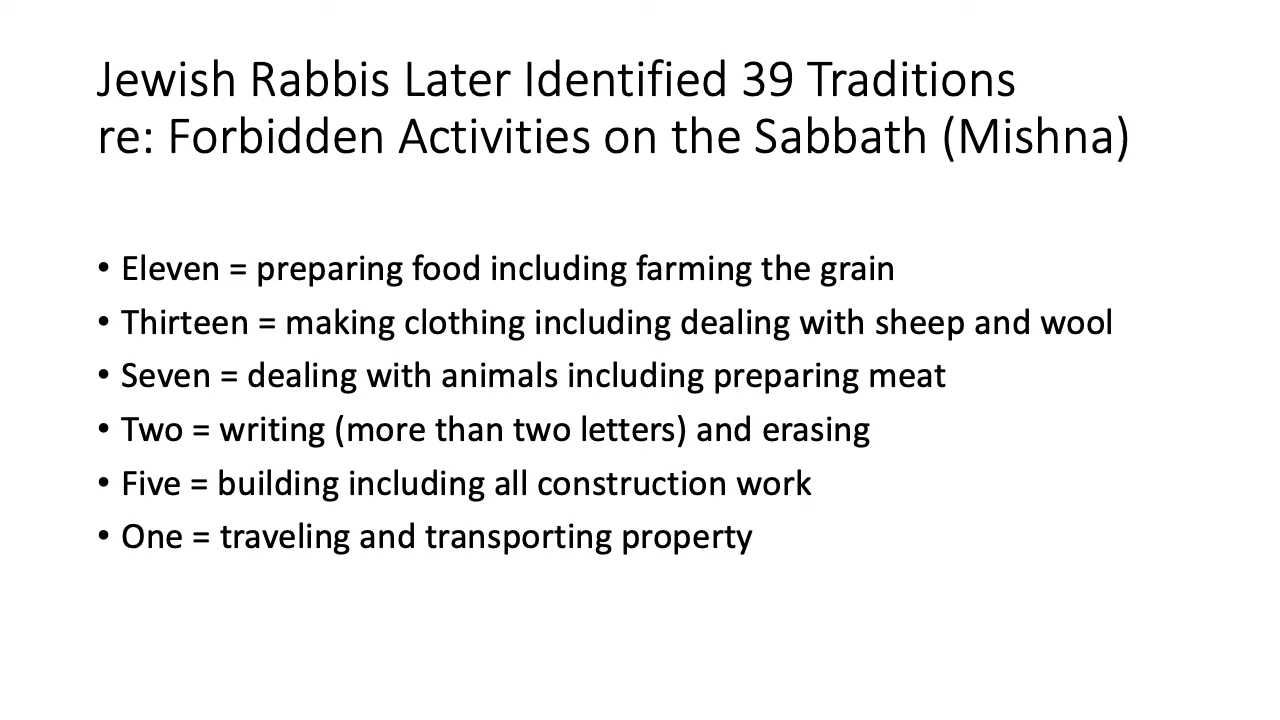 Jewish Rabbis Later Identified 39 Traditions
re: Forbidden Activities on the Sabbath (Mishna)
• Eleven = preparing food including farming the grain
• Thirteen = making clothing including dealing with sheep and wool
• Seven = dealing with animals including preparing meat
• Two = writing (more than two letters) and erasing
• Five = building including all construction work
• One = traveling and transporting property